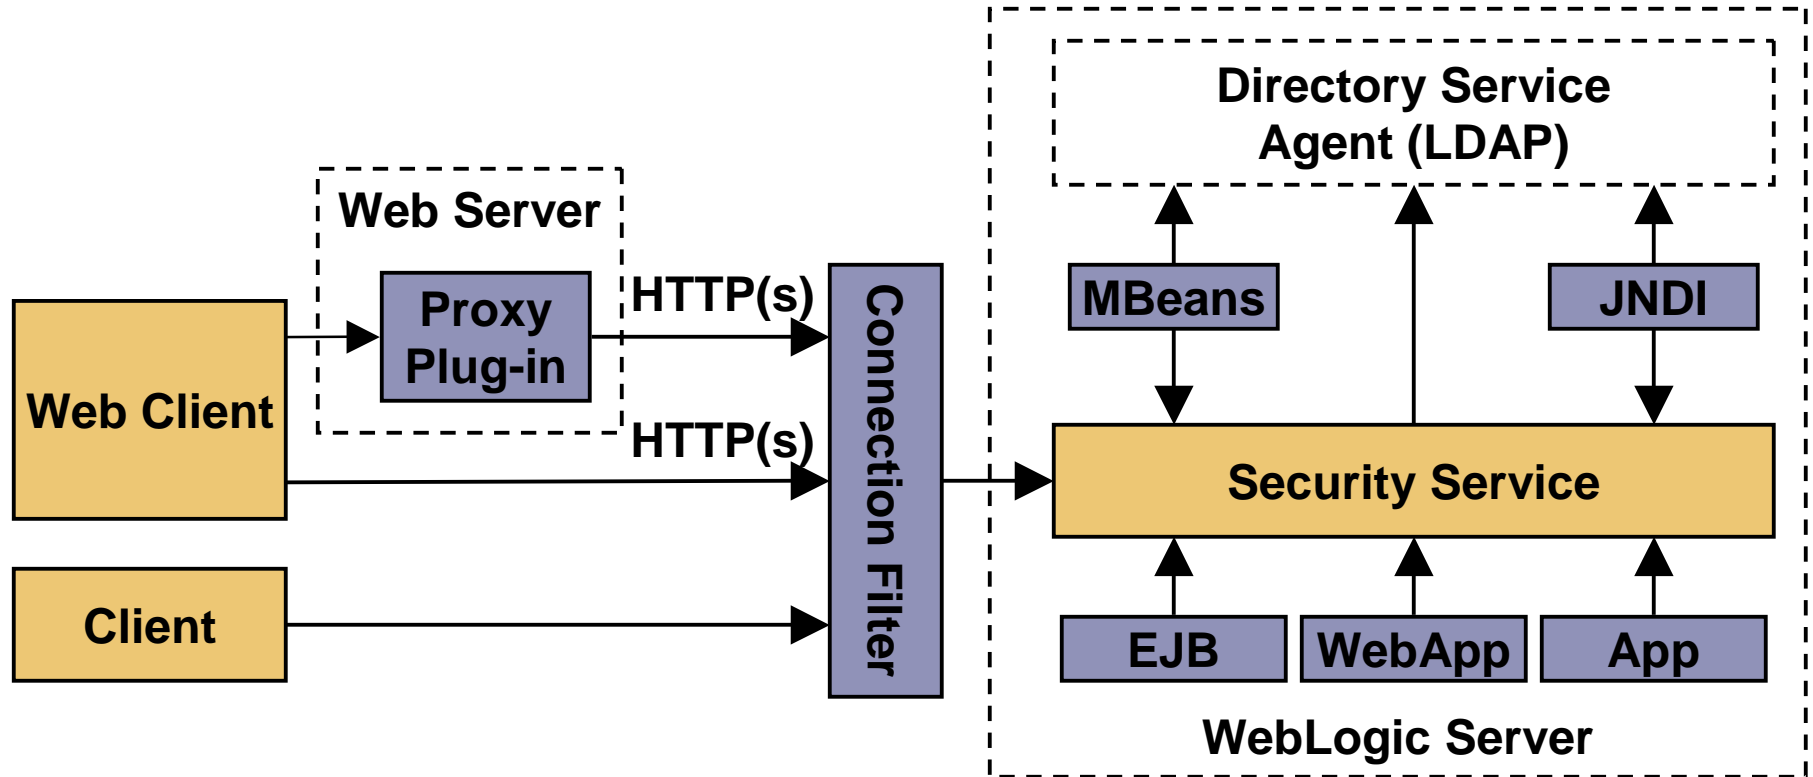 Directory Service
Agent (LDAP)
Web Server
Proxy
Plug-in
HTTP(s)
HTTP(s)
Web Client
Client
Connection Filter
MBeans
JNDI
Security Service
EJB
WebApp
App
WebLogic Server